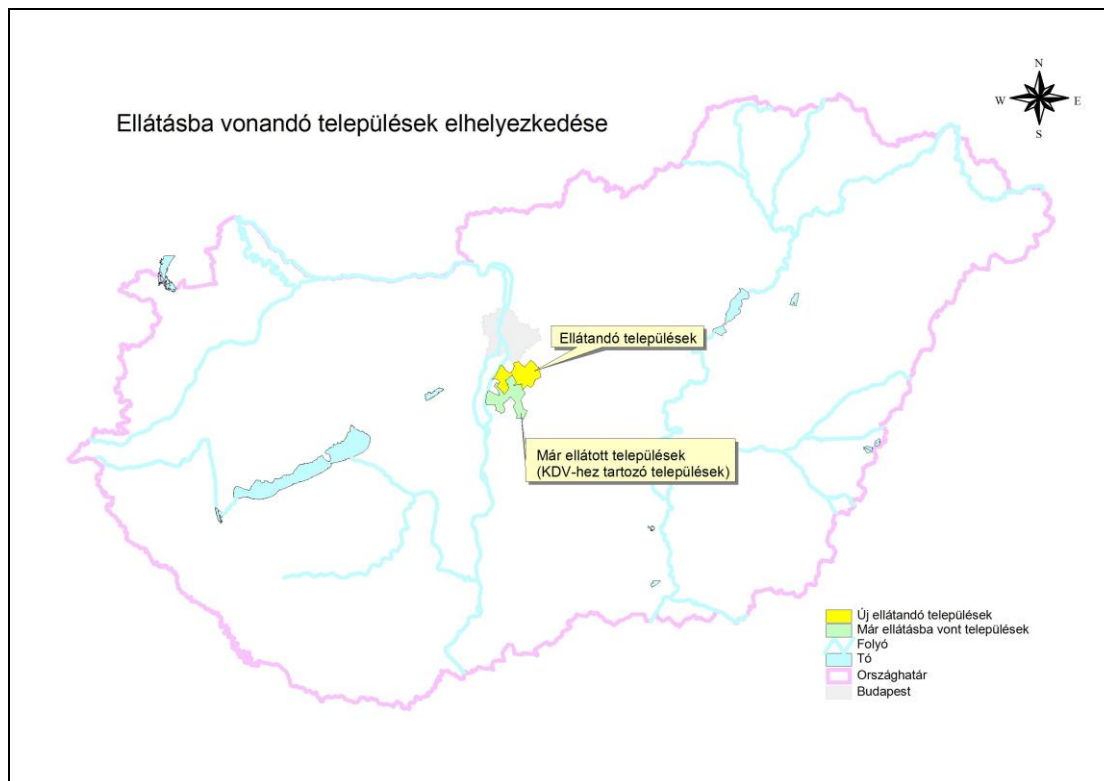 N
W E
S
Ellátásba vonandó települések elhelyezkedése
Ellátandó települések
Már ellátott települések
(KDV-hez tartozó települések)
Új ellátandó települések
Már ellátásba vont települések
Folyó
Tó
Országhatár
Budapest